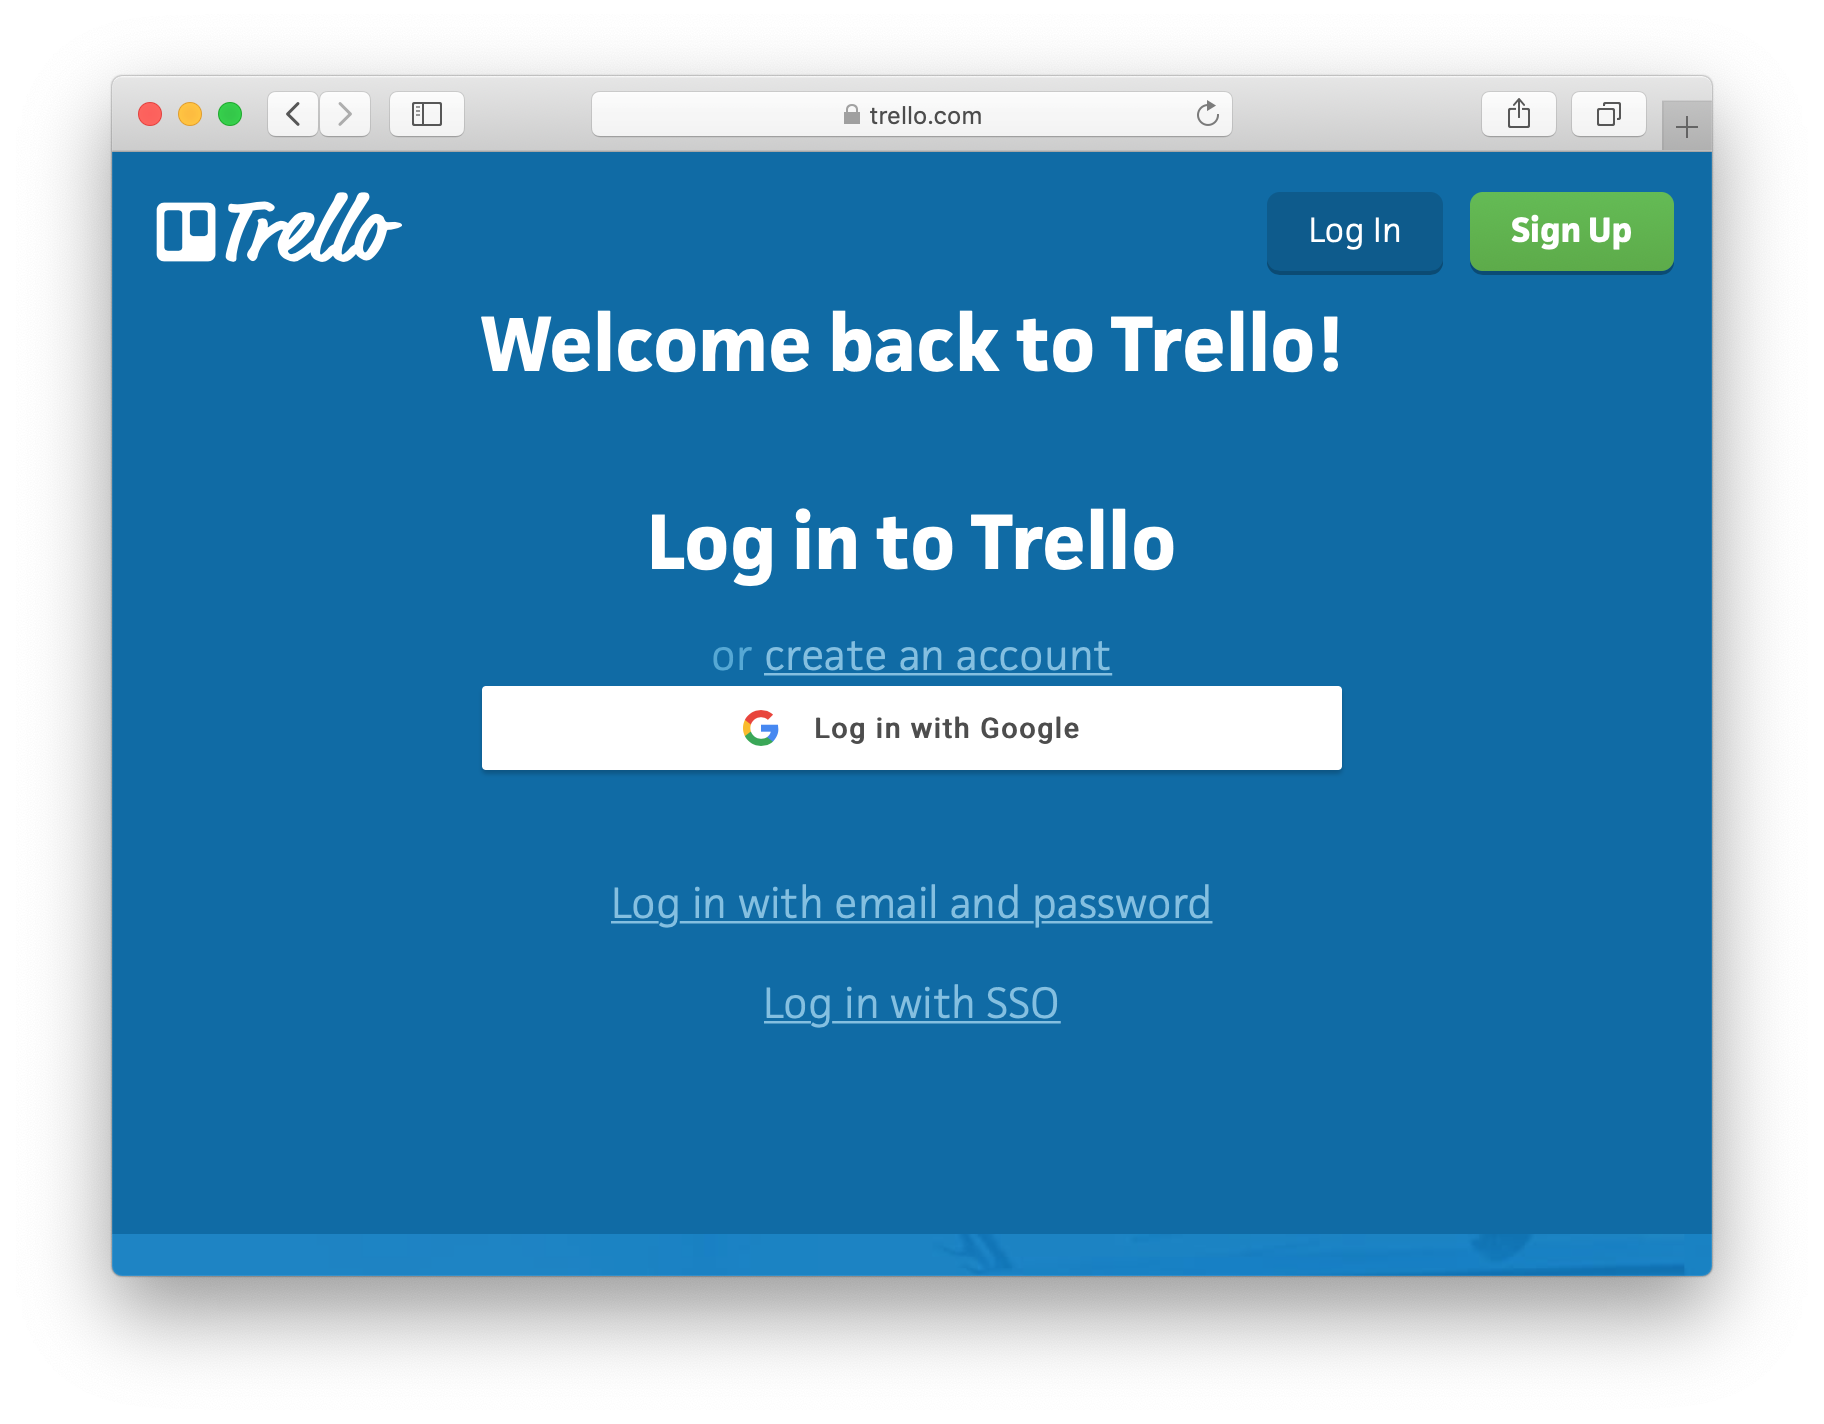 trello.com
Trello
Log In
Sign Up
Welcome back to Trello!
Log in to Trello
or create an account
Log in with Google
Log in with email and password
Log in with SSO